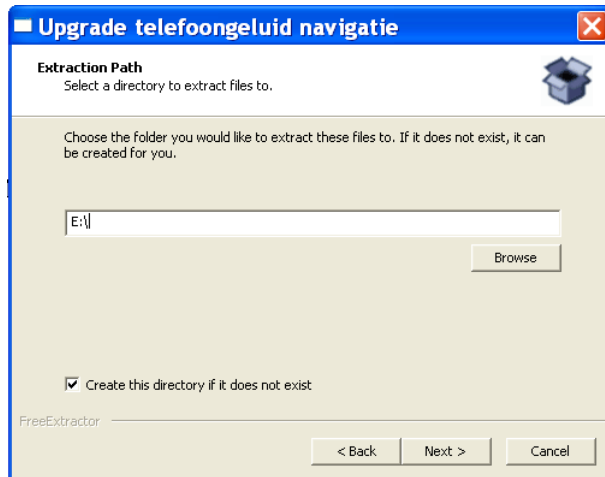 Upgrade telefoongeluid navigatie
Extraction Path
Select a directory to extract files to.
Choose the folder you would like to extract these files to. If it does not exist, it can
be created for you.
E:\
Browse
Create this directory if it does not exist
FreeExtractor
< Back
Next >
Cancel